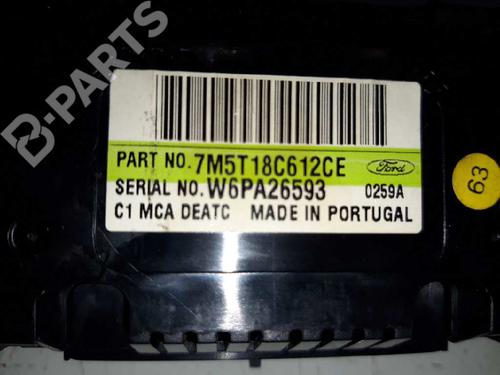 B-PARTS
PART NO. 7M5T18C612CE Ford
SERIAL NO. W6PA26593 0259A
C1 MCA DEATC MADE IN PORTUGAL
63